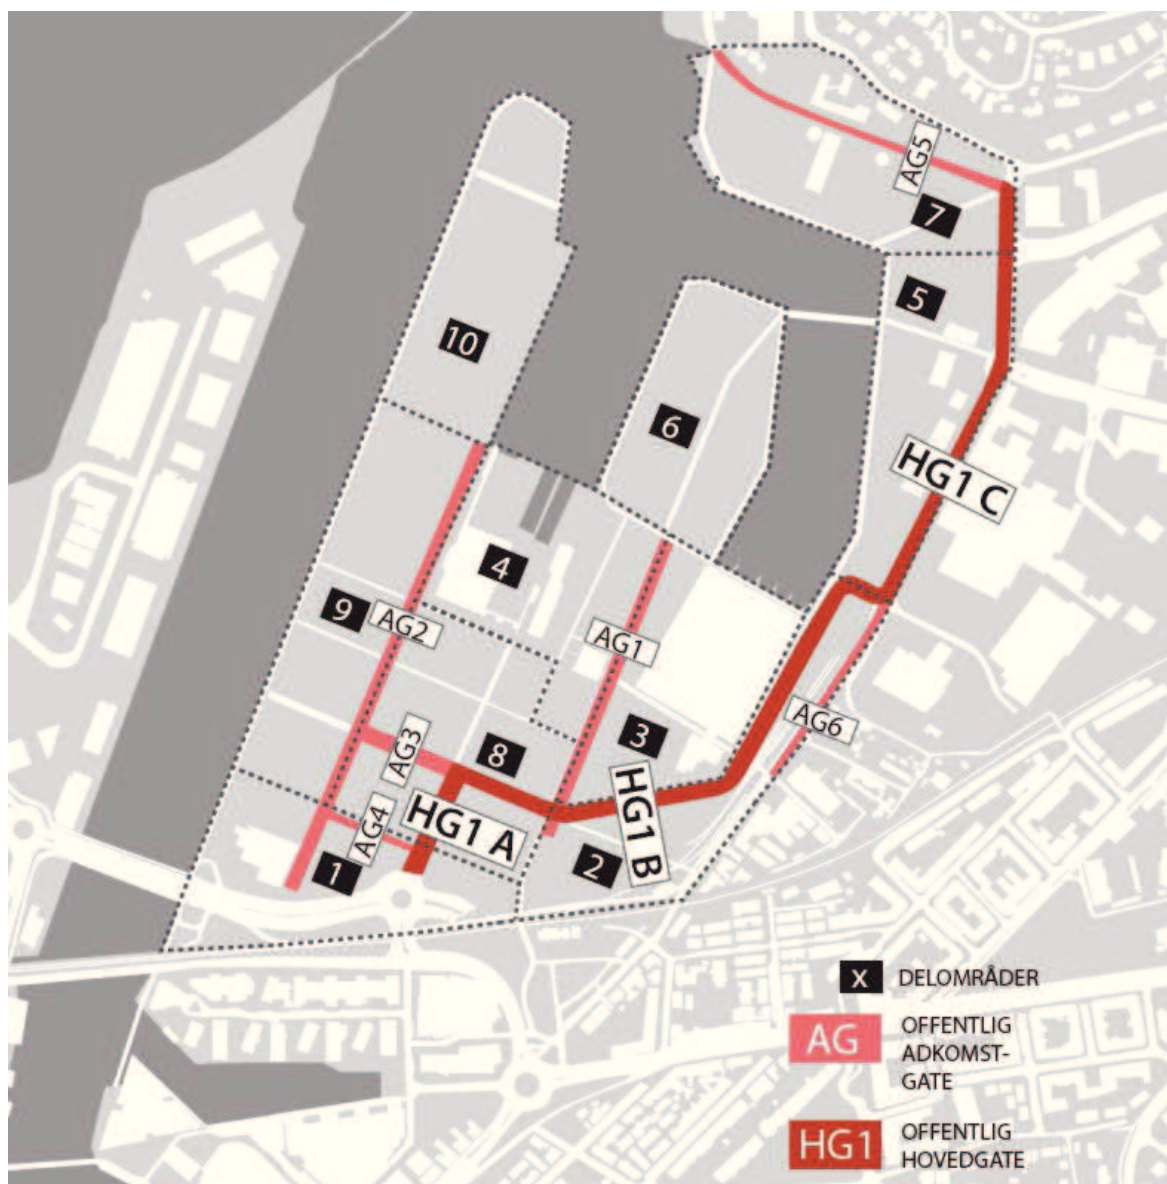 AG5
7
5
10
6
HG1 C
4
9
AG2
AG1
AG6
3
AG3
8
HG1 A
HG1 B
AG4
1
2
X DELOMRÅDER
AG OFFENTLIG
ADKOMST-
GATE
HG1 OFFENTLIG
HOVEDGATE